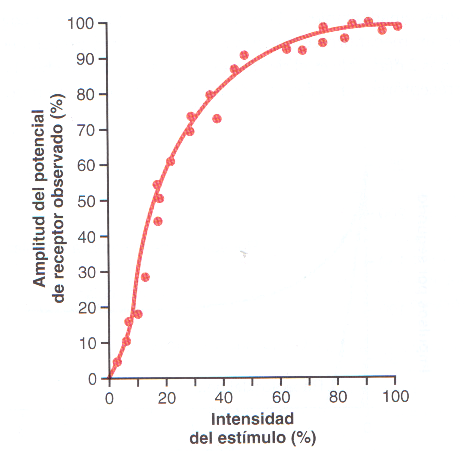 Amplitud del potencial
de receptor observado (%)
100
90
80
70
60
50
40
30
20
10
0
0 20 40 60 80 100
Intensidad
del estímulo (%)